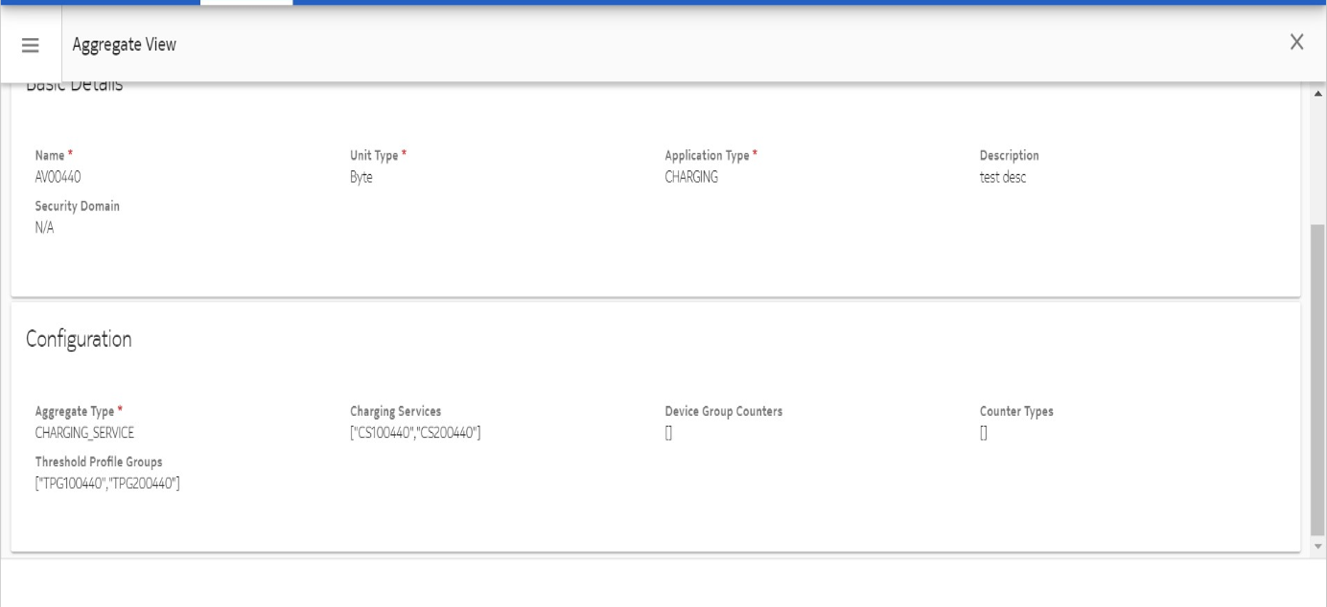 Aggregate View
X
Basic Details
Name * Unit Type * Application Type * Description
AV00440 Byte CHARGING test desc
Security Domain
N/A
Configuration
Aggregate Type * Charging Services Device Group Counters Counter Types
CHARGING_SERVICE ["CS100440","CS200440"] [] []
Threshold Profile Groups
["TPG100440","TPG200440"]